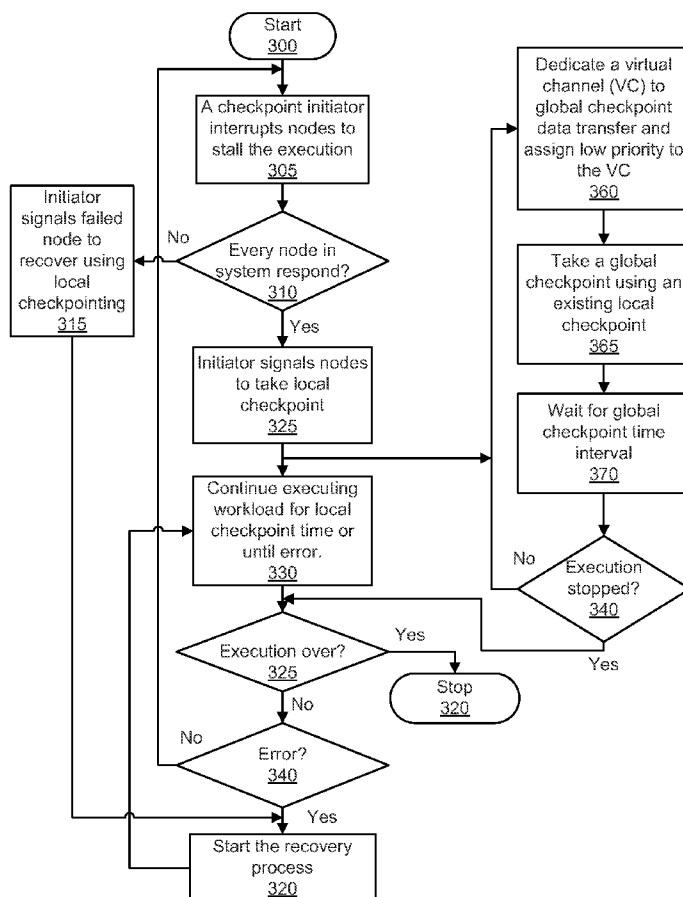 Start
300
A checkpoint initiator
interrupts nodes to
stall the execution
305
Initiator
signals failed
node to
recover using
local
checkpointing
315
No
Every node in
system respond?
310
Yes
Initiator signals nodes
to take local
checkpoint
325
Continue executing
workload for local
checkpoint time or
until error.
330
Execution over?
325
Yes
Stop
320
No
Error?
340
No
Yes
Start the recovery
process
320
Dedicate a virtual
channel (VC) to
global checkpoint
data transfer and
assign low priority to
the VC
360
Take a global
checkpoint using an
existing local
checkpoint
365
Wait for global
checkpoint time
interval
370
No
Execution
stopped?
340
Yes